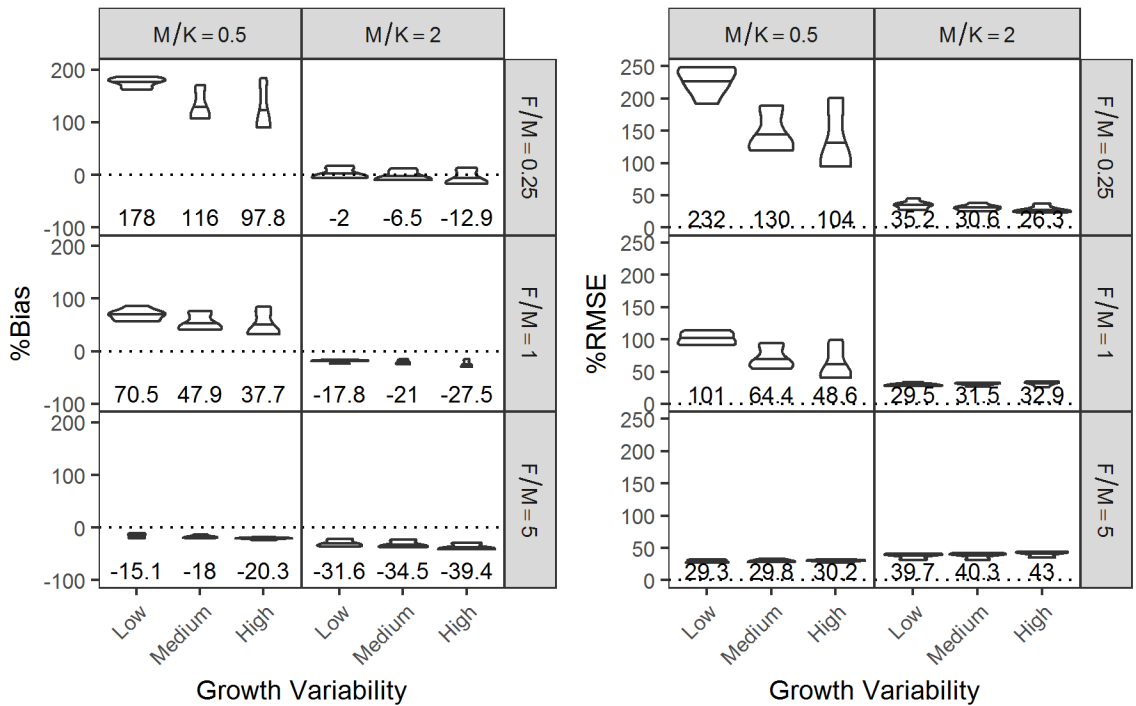 M/K = 0.5
M/K = 2
200
100
0
-100
178
116
97.8
-2
-6.5
-12.9
F/M = 0.25
200
100
0
-100
70.5
47.9
37.7
-17.8
-21
-27.5
F/M = 1
200
100
0
-100
-15.1
-18
-20.3
-31.6
-34.5
-39.4
F/M = 5
%Bias
Low
Medium
High
Low
Medium
High
Growth Variability
M/K = 0.5
M/K = 2
250
200
150
100
50
0
232
130
104
35.2
30.6
26.3
F/M = 0.25
250
200
150
100
50
0
101
64.4
48.6
29.5
31.5
32.9
F/M = 1
250
200
150
100
50
0
29.3
29.8
30.2
39.7
40.3
43
F/M = 5
%RMSE
Low
Medium
High
Low
Medium
High
Growth Variability